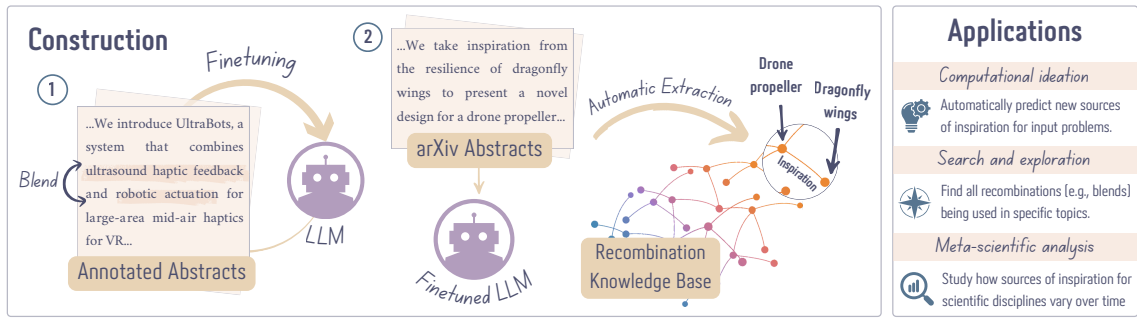 Construction
1
...We introduce UltraBots, a
system that combines
ultrasound haptic feedback
and robotic actuation for
large-area mid-air haptics
for VR...
Blend
Annotated Abstracts
Finetuning
LLM
2
...We take inspiration from
the resilience of dragonfly
wings to present a novel
design for a drone propeller...
arXiv Abstracts
Finetuned LLM
Automatic Extraction
Drone
propeller
Dragonfly
wings
Inspiration
Recombination
Knowledge Base
Applications
Computational ideation
Automatically predict new sources
of inspiration for input problems.
Search and exploration
Find all recombinations [e.g., blends]
being used in specific topics.
Meta-scientific analysis
Study how sources of inspiration for
scientific disciplines vary over time